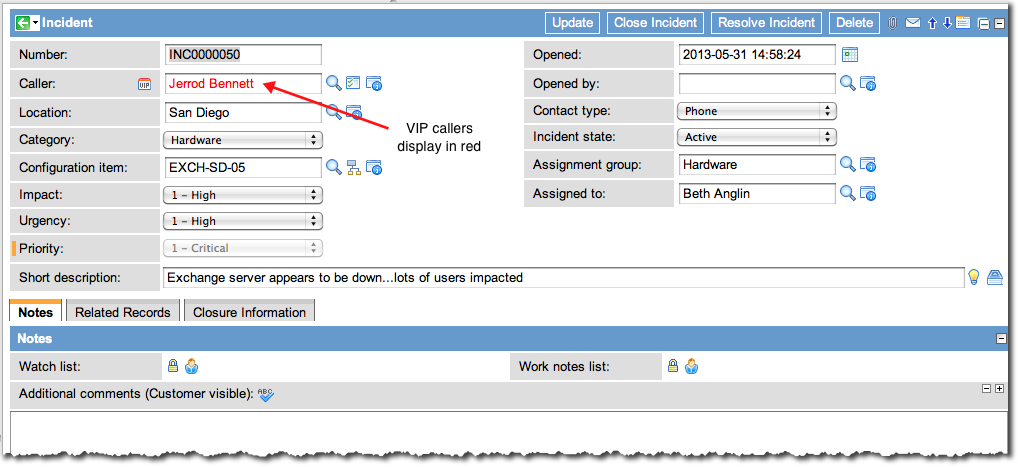 Incident Update Close Incident Resolve Incident Delete
Number: INC0000050 Opened: 2013-05-31 14:58:24
Caller: VIP Jerrod Bennett Opened by:
Location: San Diego Contact type: Phone
VIP callers
display in red
Category: Hardware Incident state: Active
Configuration item: EXCH-SD-05 Assignment group: Hardware
Impact: 1 - High Assigned to: Beth Anglin
Urgency: 1 - High
Priority: 1 - Critical
Short description: Exchange server appears to be down...lots of users impacted
Notes Related Records Closure Information
Notes
Watch list: Work notes list:
Additional comments (Customer visible): ABC